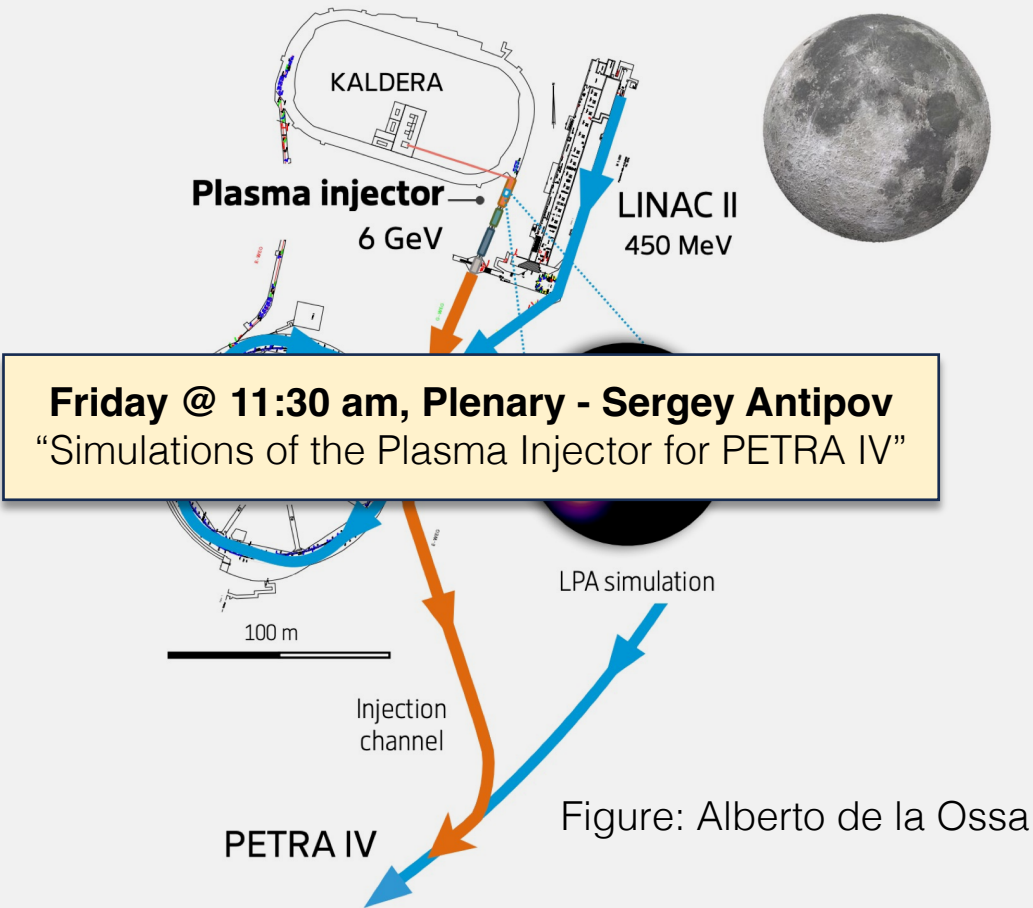 KALDERA
Plasma injector
6 GeV
LINAC II
450 MeV
Friday @ 11:30 am, Plenary - Sergey Antipov
“Simulations of the Plasma Injector for PETRA IV”
LPA simulation
100 m
Injection
channel
Figure: Alberto de la Ossa
PETRA IV